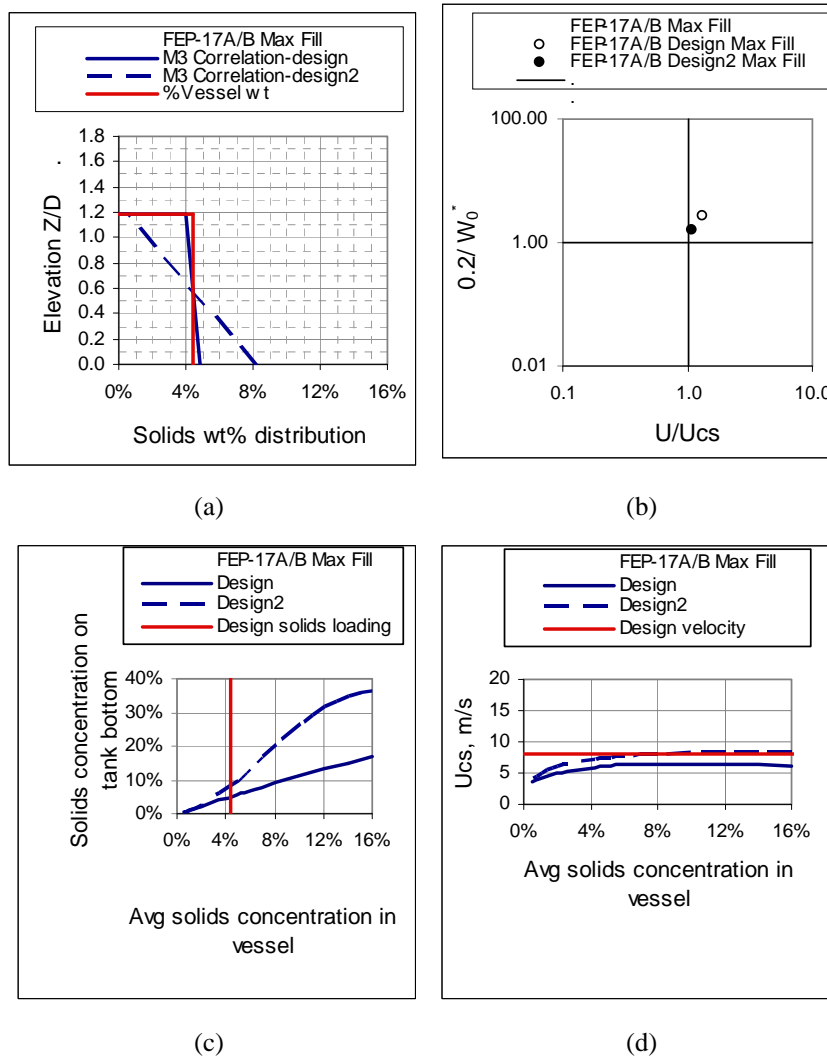 FEP-17A/B Max Fill
M3 Correlation-design
M3 Correlation-design2
%Vessel wt
1.8
1.6
1.4
1.2
1.0
0.8
0.6
0.4
0.2
0.0
Elevation Z/D
0% 4% 8% 12% 16%
Solids wt% distribution
(a)
FEP-17A/B Max Fill
FEP-17A/B Design Max Fill
FEP-17A/B Design2 Max Fill
100.00
1.00
0.01
0.2/ W₀*
0.1 1.0 10.0
U/Ucs
(b)
FEP-17A/B Max Fill
Design
Design2
Design solids loading
40%
30%
20%
10%
0%
Solids concentration on
tank bottom
0% 4% 8% 12% 16%
Avg solids concentration in
vessel
(c)
FEP-17A/B Max Fill
Design
Design2
Design velocity
20
15
10
5
0
Ucs, m/s
0% 4% 8% 12% 16%
Avg solids concentration in
vessel
(d)